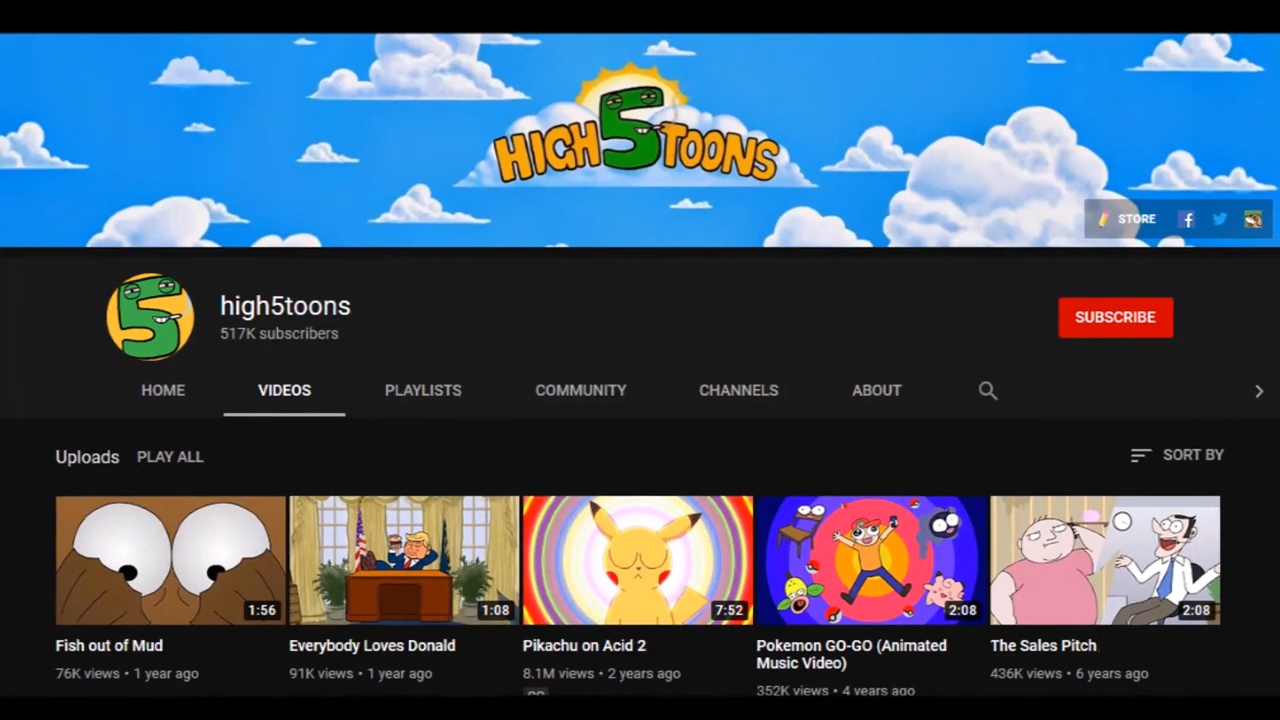 HIGH5TOONS
STORE
high5toons
517K subscribers
SUBSCRIBE
HOME VIDEOS PLAYLISTS COMMUNITY CHANNELS ABOUT
Uploads PLAY ALL SORT BY
1:56 1:08 7:52 2:08 2:08
Fish out of Mud
76K views • 1 year ago
Everybody Loves Donald
91K views • 1 year ago
Pikachu on Acid 2
8.1M views • 2 years ago
CC
Pokemon GO-GO (Animated
Music Video)
352K views • 4 years ago
The Sales Pitch
436K views • 6 years ago